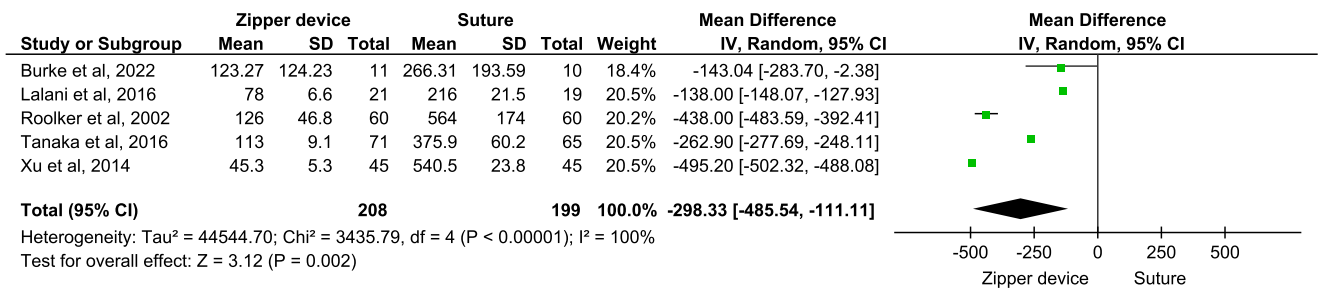 Zipper device Suture Mean Difference Mean Difference
Study or Subgroup Mean SD Total Mean SD Total Weight IV, Random, 95% CI IV, Random, 95% CI
Burke et al, 2022 123.27 124.23 11 266.31 193.59 10 18.4% -143.04 [-283.70, -2.38]
Lalani et al, 2016 78 6.6 21 216 21.5 19 20.5% -138.00 [-148.07, -127.93]
Roolker et al, 2002 126 46.8 60 564 174 60 20.2% -438.00 [-483.59, -392.41]
Tanaka et al, 2016 113 9.1 71 375.9 60.2 65 20.5% -262.90 [-277.69, -248.11]
Xu et al, 2014 45.3 5.3 45 540.5 23.8 45 20.5% -495.20 [-502.32, -488.08]
Total (95% CI) 208 199 100.0% -298.33 [-485.54, -111.11]
Heterogeneity: Tau² = 44544.70; Chi² = 3435.79, df = 4 (P < 0.00001); I² = 100%
Test for overall effect: Z = 3.12 (P = 0.002)
-500 -250 0 250 500
Zipper device Suture